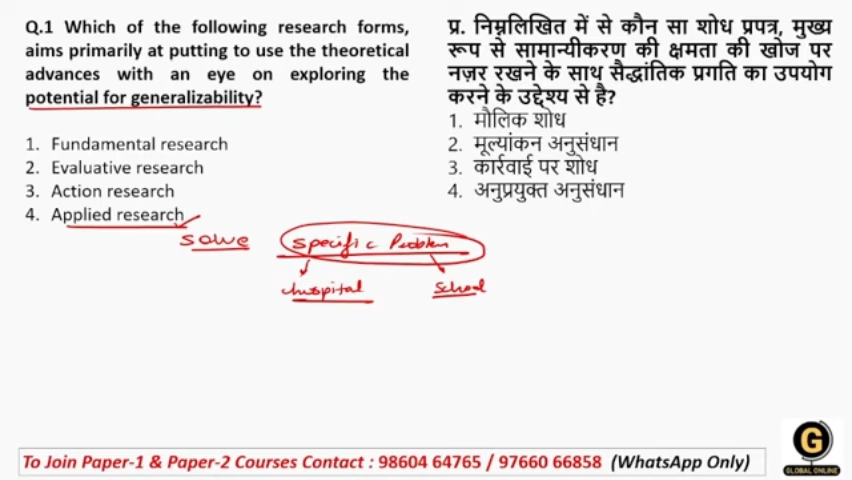 Q.1 Which of the following research forms,
aims primarily at putting to use the theoretical
advances with an eye on exploring the
potential for generalizability?
1. Fundamental research
2. Evaluative research
3. Action research
4. Applied research
solve specific Problem
hospital
school
प्र. निम्नलिखित में से कौन सा शोध प्रपत्र, मुख्य
रूप से सामान्यीकरण की क्षमता की खोज पर
नज़र रखने के साथ सैद्धांतिक प्रगति का उपयोग
करने के उद्देश्य से है?
1. मौलिक शोध
2. मूल्यांकन अनुसंधान
3. कार्रवाई पर शोध
4. अनुप्रयुक्त अनुसंधान
G
GLOBAL ONLINE
To Join Paper-1 & Paper-2 Courses Contact : 98604 64765 / 97660 66858 (WhatsApp Only)